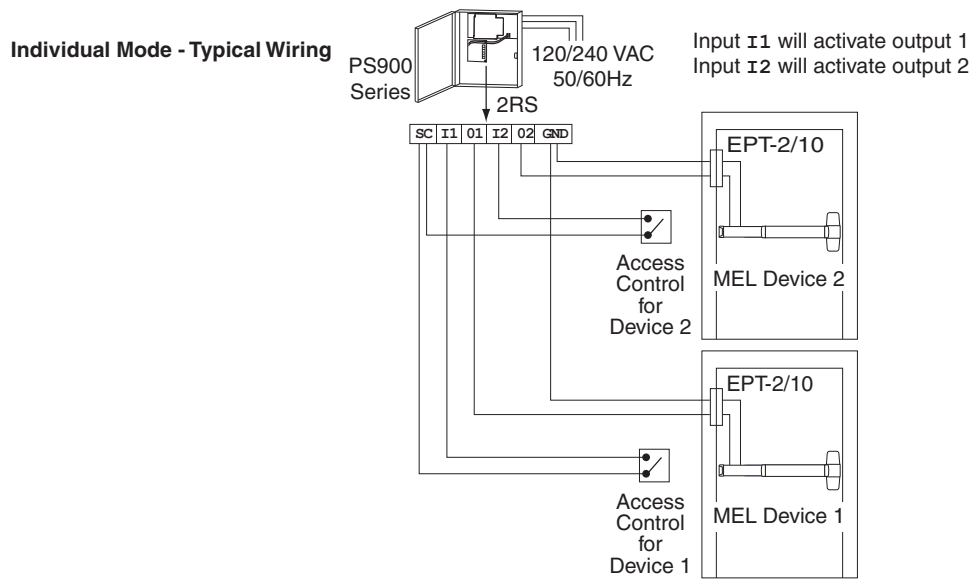 Individual Mode - Typical Wiring
PS900
Series
120/240 VAC
50/60Hz
Input I1 will activate output 1
Input I2 will activate output 2
2RS
SC I1 01 I2 02 GND
EPT-2/10
Access
Control
for
Device 2
MEL Device 2
EPT-2/10
Access
Control
for
Device 1
MEL Device 1